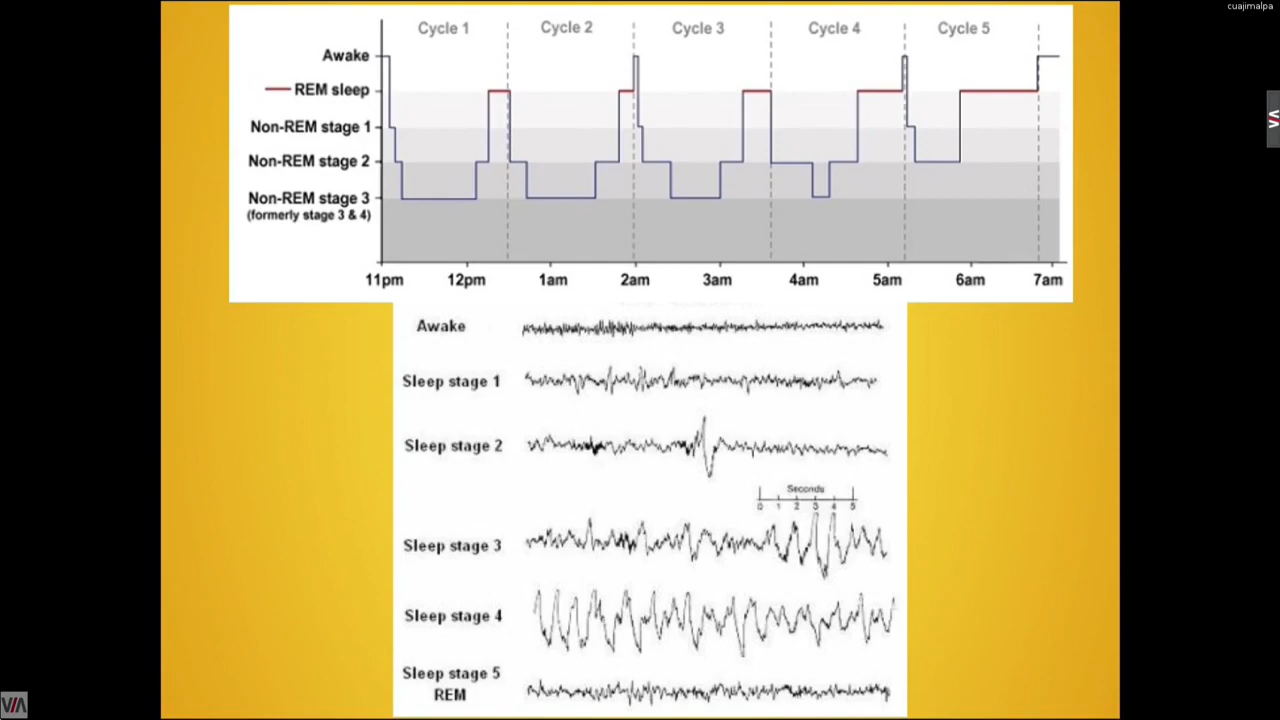 cuajimalpa
Cycle 1 Cycle 2 Cycle 3 Cycle 4 Cycle 5
Awake
REM sleep
Non-REM stage 1
Non-REM stage 2
Non-REM stage 3
(formerly stage 3 & 4)
11pm 12pm 1am 2am 3am 4am 5am 6am 7am
Awake
Sleep stage 1
Sleep stage 2
Seconds
0 1 2 3 4 5
Sleep stage 3
Sleep stage 4
Sleep stage 5
REM
VIA
VIA